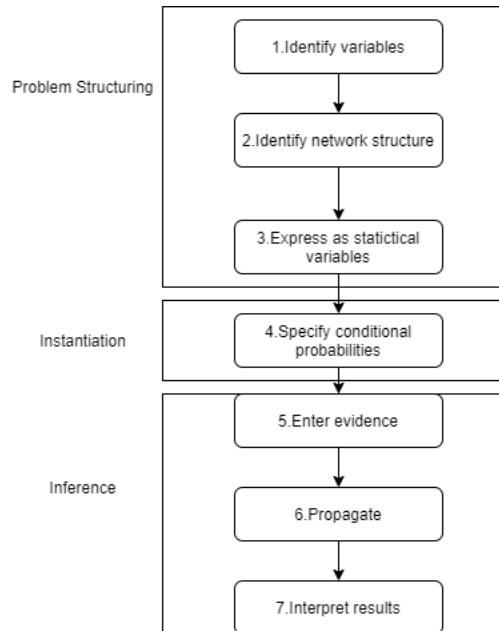 1.Identify variables
Problem Structuring
2.Identify network structure
3.Express as statictical
variables
Instantiation
4.Specify conditional
probabilities
5.Enter evidence
Inference
6.Propagate
7.Interpret results